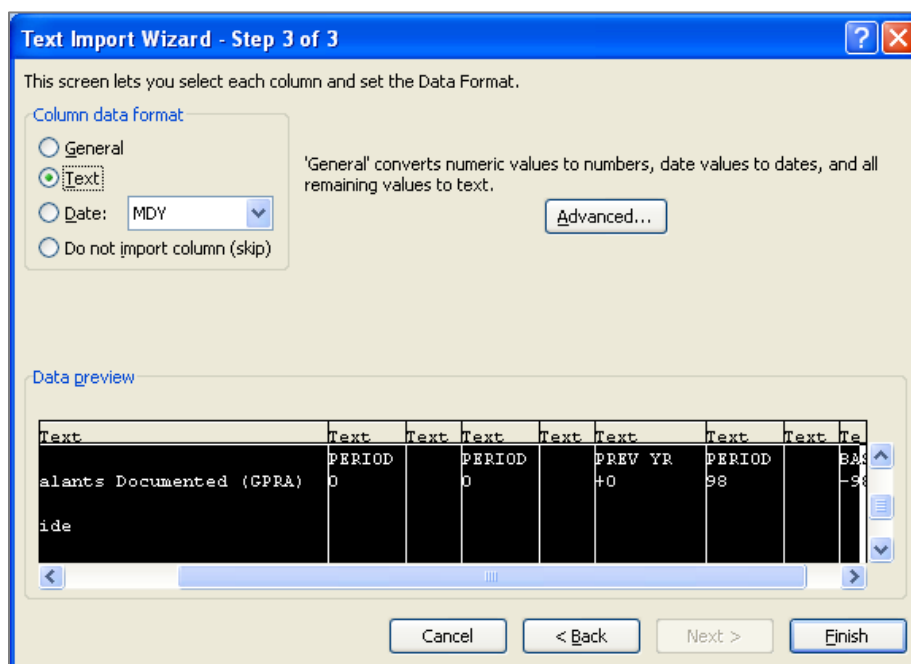 Text Import Wizard - Step 3 of 3
This screen lets you select each column and set the Data Format.
Column data format
General
Text
Date: MDY
Do not import column (skip)
'General' converts numeric values to numbers, date values to dates, and all
remaining values to text.
Advanced...
Data preview
Text Text Text Text Text Text Text Text Te
PERIOD PERIOD PREV YR PERIOD BAS
alants Documented (GPRA) 0 0 +0 98 -98
ide
Cancel < Back Next > Finish